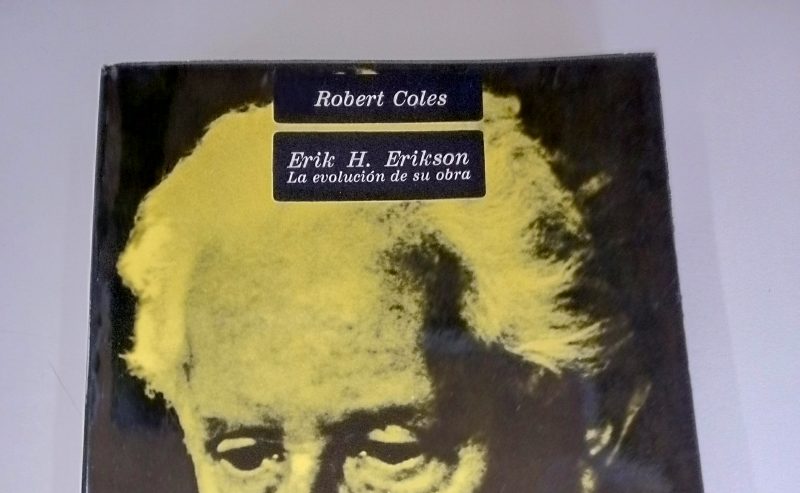 Robert Coles
Erik H. Erikson
La evolución de su obra